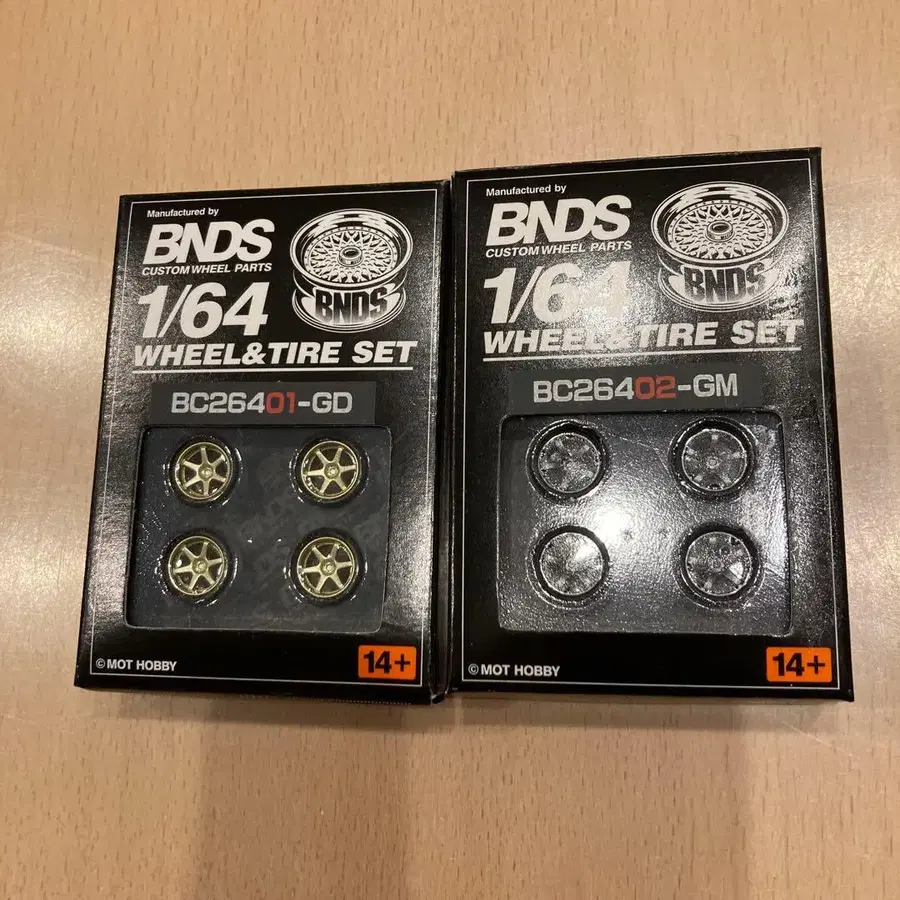 Manufactured by
BNDS
CUSTOM WHEEL PARTS
BNDS
1/64
WHEEL&TIRE SET
BC26401-GD
© MOT HOBBY
14+
Manufactured by
BNDS
CUSTOM WHEEL PARTS
BNDS
1/64
WHEEL&TIRE SET
BC26402-GM
© MOT HOBBY
14+